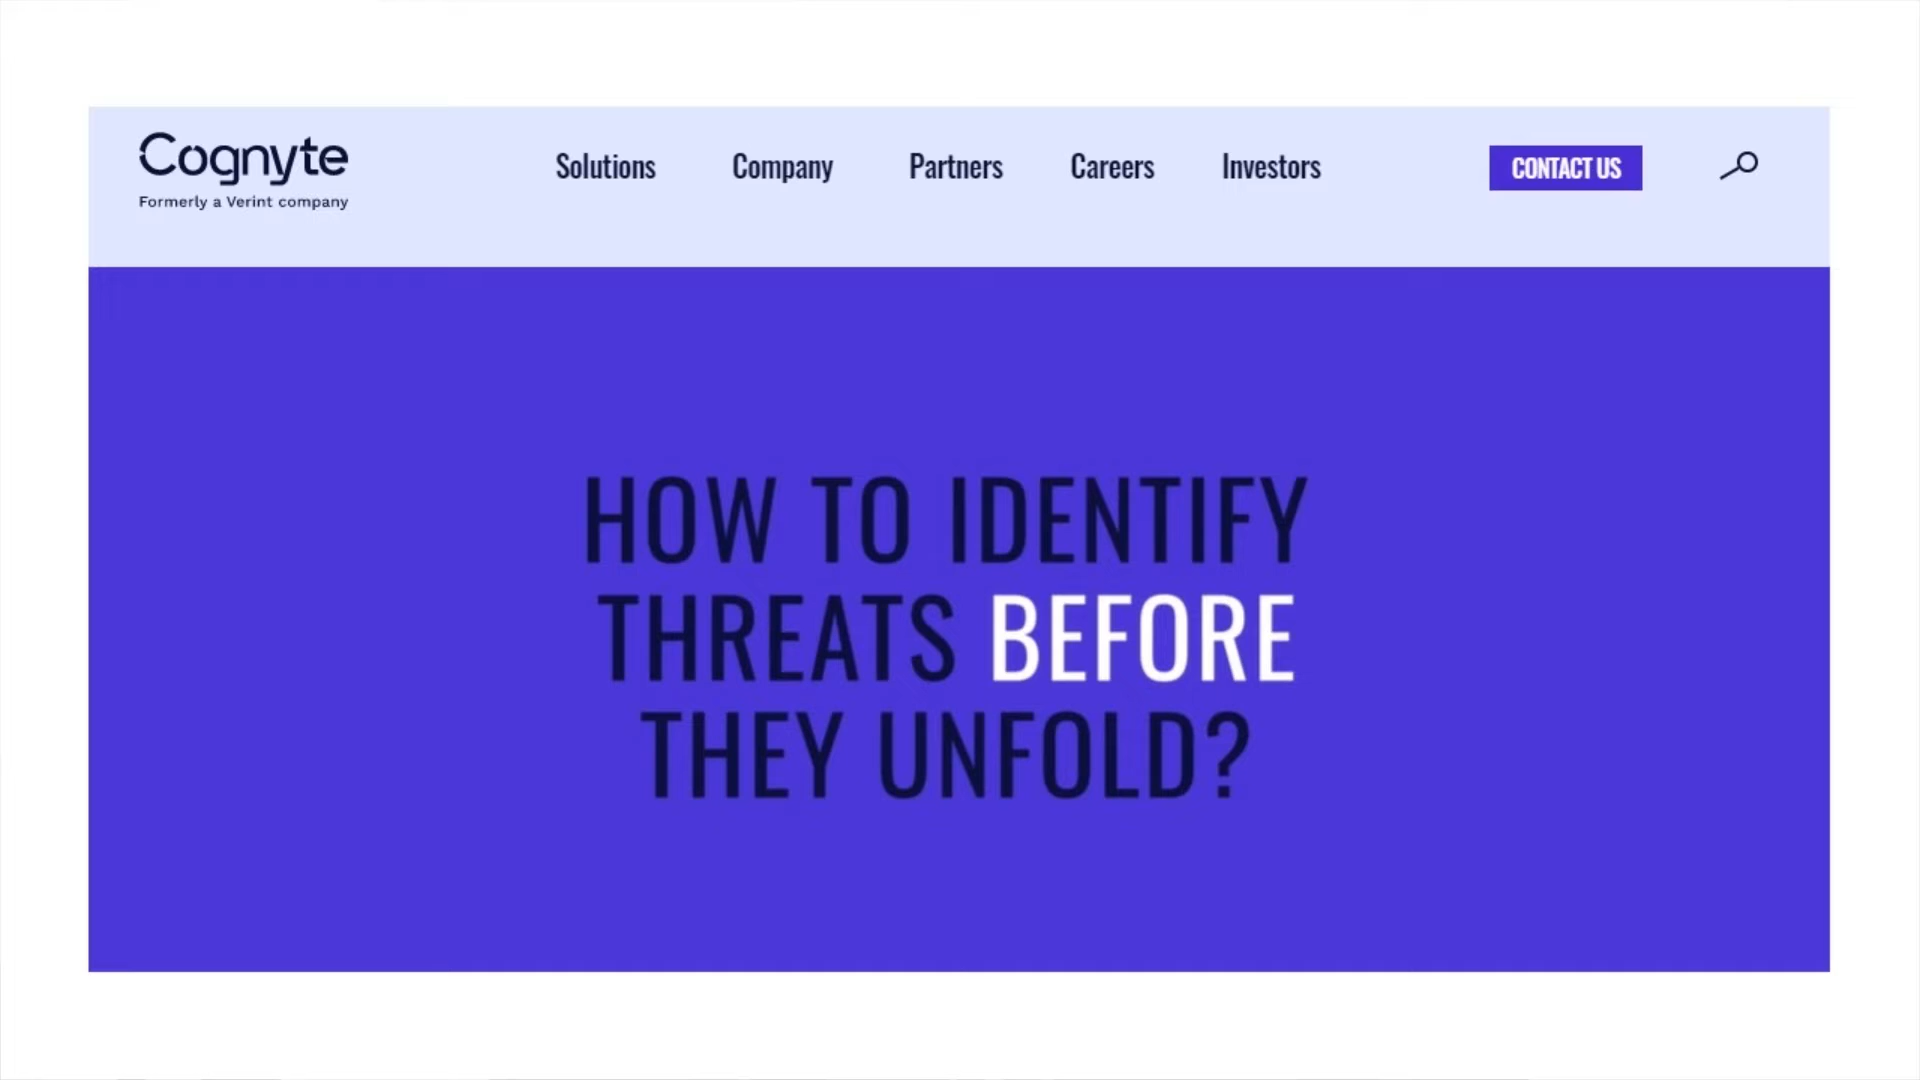 Cognyte
Formerly a Verint company
Solutions Company Partners Careers Investors CONTACT US
HOW TO IDENTIFY
THREATS BEFORE
THEY UNFOLD?